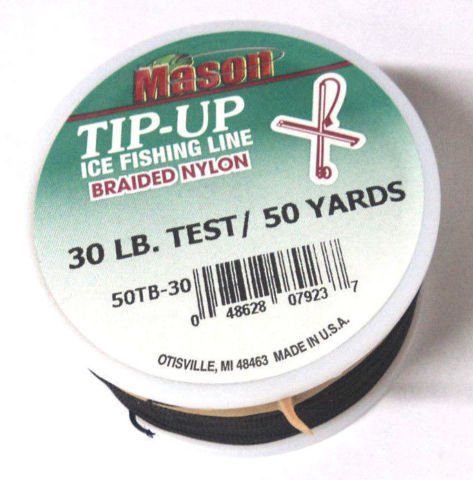 Mason
TIP-UP
ICE FISHING LINE
BRAIDED NYLON
30 LB. TEST/ 50 YARDS
50TB-30
0 48628 07923 7
OTISVILLE, MI 48463 MADE IN U.S.A.